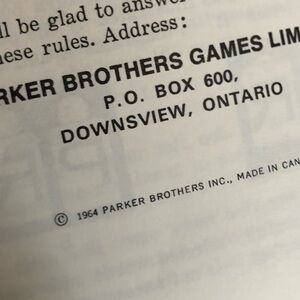 ll be glad to answer
ese rules. Address:
RKER BROTHERS GAMES LIM
P.O. BOX 600,
DOWNSVIEW, ONTARIO
© 1964 PARKER BROTHERS INC., MADE IN CAN